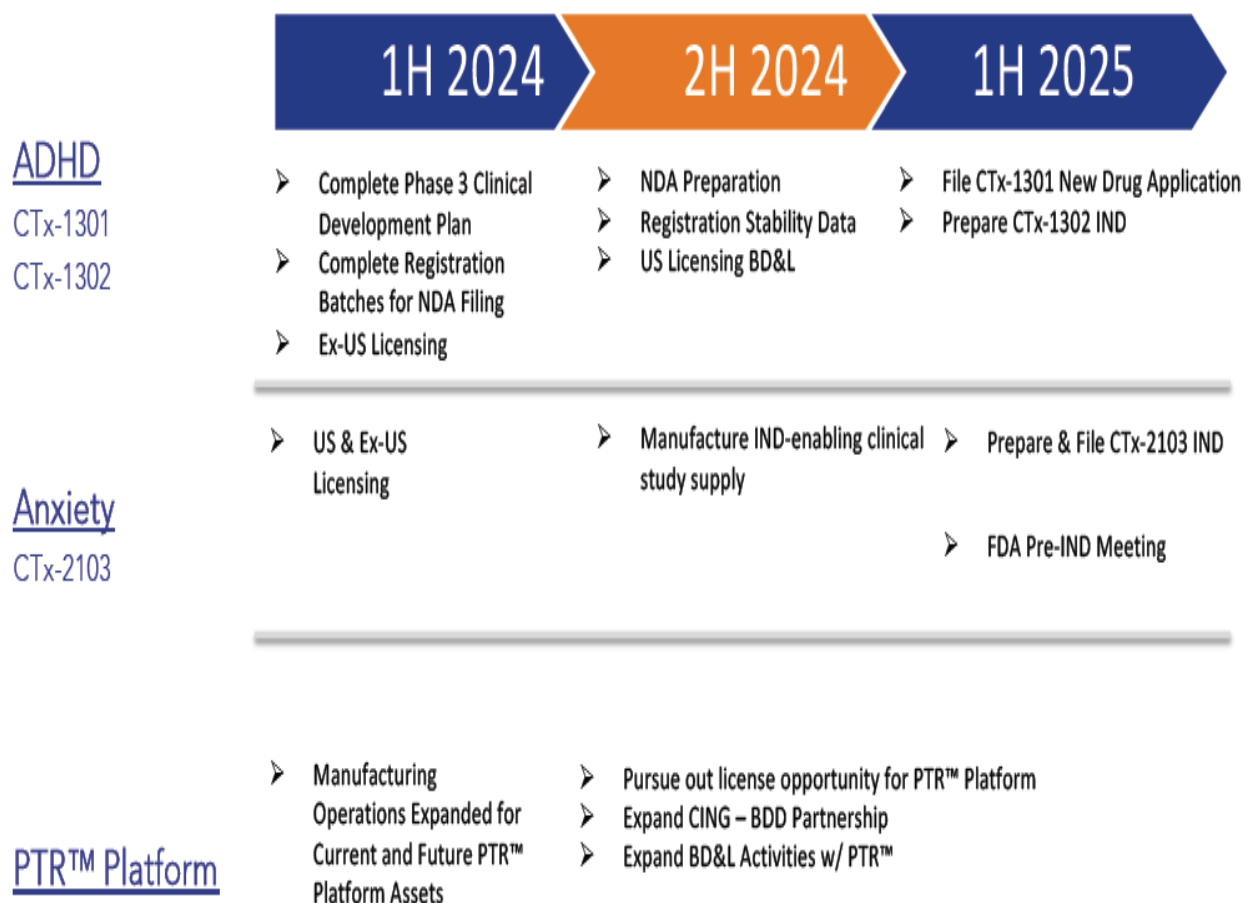 1H 2024
2H 2024
1H 2025
ADHD
CTx-1301
CTx-1302
➢ Complete Phase 3 Clinical
Development Plan
➢ Complete Registration
Batches for NDA Filing
➢ Ex-US Licensing
➢ NDA Preparation
➢ Registration Stability Data
➢ US Licensing BD&L
➢ File CTx-1301 New Drug Application
➢ Prepare CTx-1302 IND
Anxiety
CTx-2103
➢ US & Ex-US
Licensing
➢ Manufacture IND-enabling clinical
study supply
➢ Prepare & File CTx-2103 IND
➢ FDA Pre-IND Meeting
PTR™ Platform
➢ Manufacturing
Operations Expanded for
Current and Future PTR™
Platform Assets
➢ Pursue out license opportunity for PTR™ Platform
➢ Expand CING – BDD Partnership
➢ Expand BD&L Activities w/ PTR™